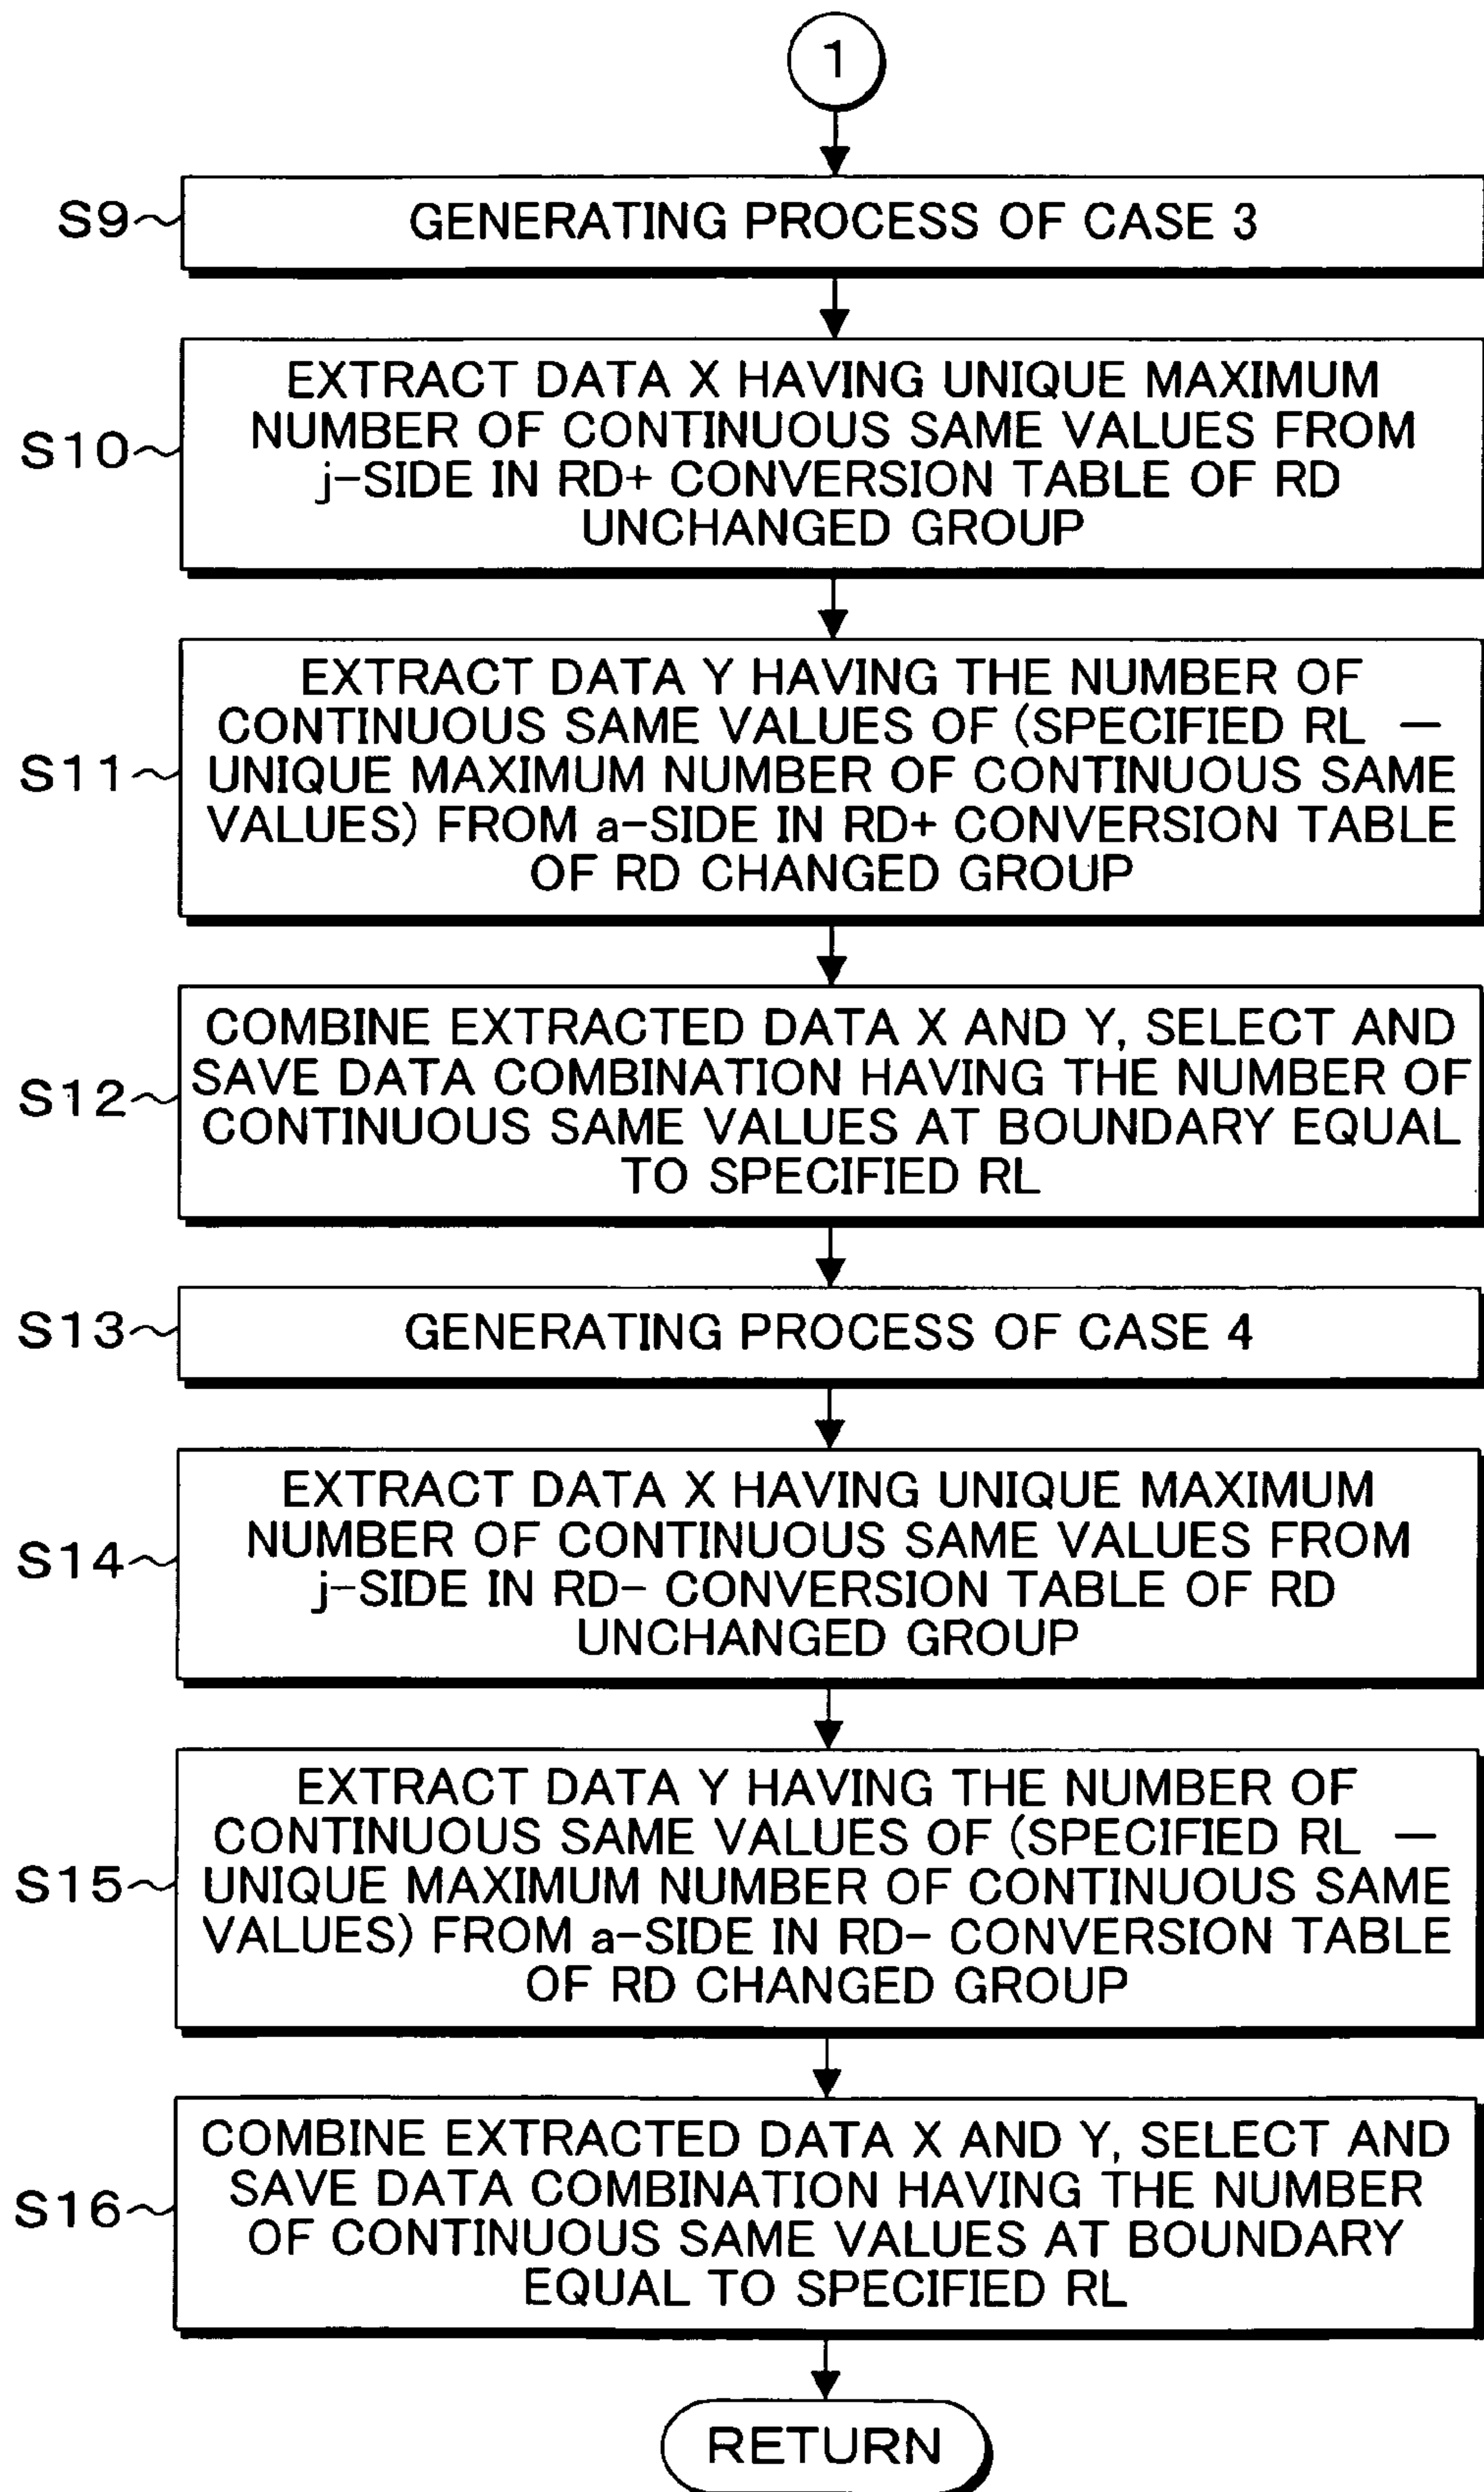 1
S9
GENERATING PROCESS OF CASE 3
S10
EXTRACT DATA X HAVING UNIQUE MAXIMUM
NUMBER OF CONTINUOUS SAME VALUES FROM
j-SIDE IN RD+ CONVERSION TABLE OF RD
UNCHANGED GROUP
S11
EXTRACT DATA Y HAVING THE NUMBER OF
CONTINUOUS SAME VALUES OF (SPECIFIED RL —
UNIQUE MAXIMUM NUMBER OF CONTINUOUS SAME
VALUES) FROM a-SIDE IN RD+ CONVERSION TABLE
OF RD CHANGED GROUP
S12
COMBINE EXTRACTED DATA X AND Y, SELECT AND
SAVE DATA COMBINATION HAVING THE NUMBER OF
CONTINUOUS SAME VALUES AT BOUNDARY EQUAL
TO SPECIFIED RL
S13
GENERATING PROCESS OF CASE 4
S14
EXTRACT DATA X HAVING UNIQUE MAXIMUM
NUMBER OF CONTINUOUS SAME VALUES FROM
j-SIDE IN RD- CONVERSION TABLE OF RD
UNCHANGED GROUP
S15
EXTRACT DATA Y HAVING THE NUMBER OF
CONTINUOUS SAME VALUES OF (SPECIFIED RL —
UNIQUE MAXIMUM NUMBER OF CONTINUOUS SAME
VALUES) FROM a-SIDE IN RD- CONVERSION TABLE
OF RD CHANGED GROUP
S16
COMBINE EXTRACTED DATA X AND Y, SELECT AND
SAVE DATA COMBINATION HAVING THE NUMBER
OF CONTINUOUS SAME VALUES AT BOUNDARY
EQUAL TO SPECIFIED RL
RETURN